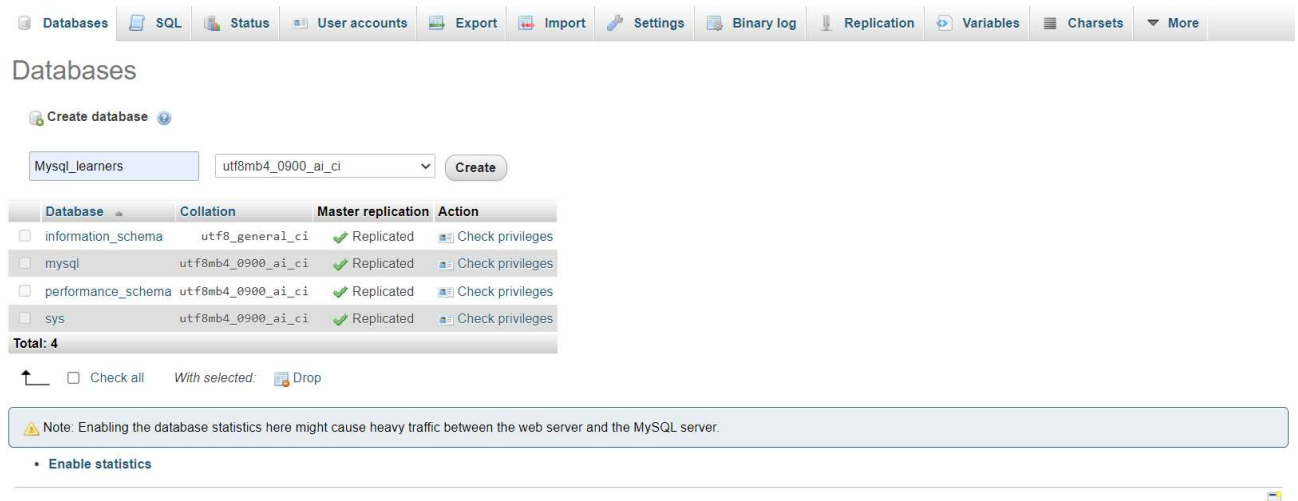 Databases SQL Status User accounts Export Import Settings Binary log Replication Variables Charsets More
Databases
Create database
Mysql_learners utf8mb4_0900_ai_ci Create
Database Collation Master replication Action
information_schema utf8_general_ci Replicated Check privileges
mysql utf8mb4_0900_ai_ci Replicated Check privileges
performance_schema utf8mb4_0900_ai_ci Replicated Check privileges
sys utf8mb4_0900_ai_ci Replicated Check privileges
Total: 4
Check all With selected: Drop
Note: Enabling the database statistics here might cause heavy traffic between the web server and the MySQL server.
• Enable statistics